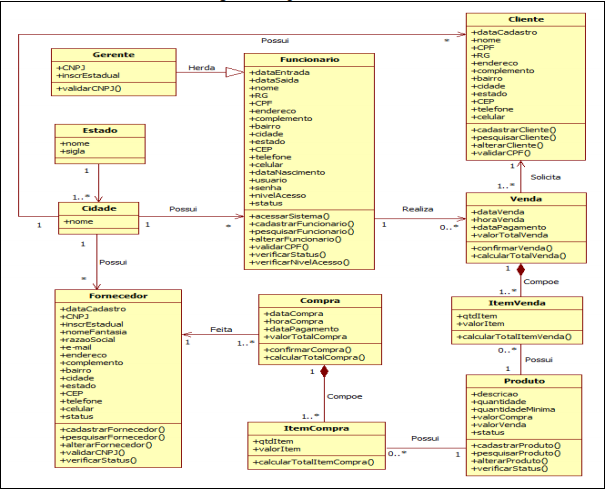 Cliente
+dataCadastro
+nome
+CPF
+RG
+endereco
+complemento
+bairro
+cidade
+estado
+CEP
+telefone
+celular
+cadastrarCliente()
+pesquisarCliente()
+alterarCliente()
+validarCPF()
Possui
*
Gerente
+CNPJ
+inscrEstadual
+validarCNPJ()
Herda
Funcionario
+dataEntrada
+dataSaida
+nome
+RG
+CPF
+endereco
+complemento
+bairro
+cidade
+estado
+CEP
+telefone
+celular
+dataNascimento
+usuario
+senha
+nivelAcesso
+status
+acessarSistema()
+cadastrarFuncionario()
+pesquisarFuncionario()
+alterarFuncionario()
+validarCPF()
+verificarStatus()
+verificarNivelAcesso()
Estado
+nome
+sigla
1
1..*
Cidade
+nome
1
1
Possui
*
1
Possui
*
1
Solicita
1..*
Realiza
1
0..*
Venda
+dataVenda
+horaVenda
+dataPagamento
+valorTotalVenda
+confirmarVenda()
+calcularTotalVenda()
1
Compoe
1..*
ItemVenda
+qtdItem
+valorItem
+calcularTotalItemVenda()
0..*
Possui
1
Fornecedor
+dataCadastro
+CNPJ
+inscrEstadual
+nomeFantasia
+razaoSocial
+e-mail
+endereco
+complemento
+bairro
+cidade
+estado
+CEP
+telefone
+celular
+status
+cadastrarFornecedor()
+pesquisarFornecedor()
+alterarFornecedor()
+validarCNPJ()
+verificarStatus()
Feita
1
1..*
Compra
+dataCompra
+horaCompra
+dataPagamento
+valorTotalCompra
+confirmarCompra()
+calcularTotalCompra()
1
Compoe
1..*
ItemCompra
+qtdItem
+valorItem
+calcularTotalItemCompra()
Possui
0..*
1
Produto
+descricao
+quantidade
+quantidadeMinima
+valorCompra
+valorVenda
+status
+cadastrarProduto()
+pesquisarProduto()
+alterarProduto()
+verificarStatus()